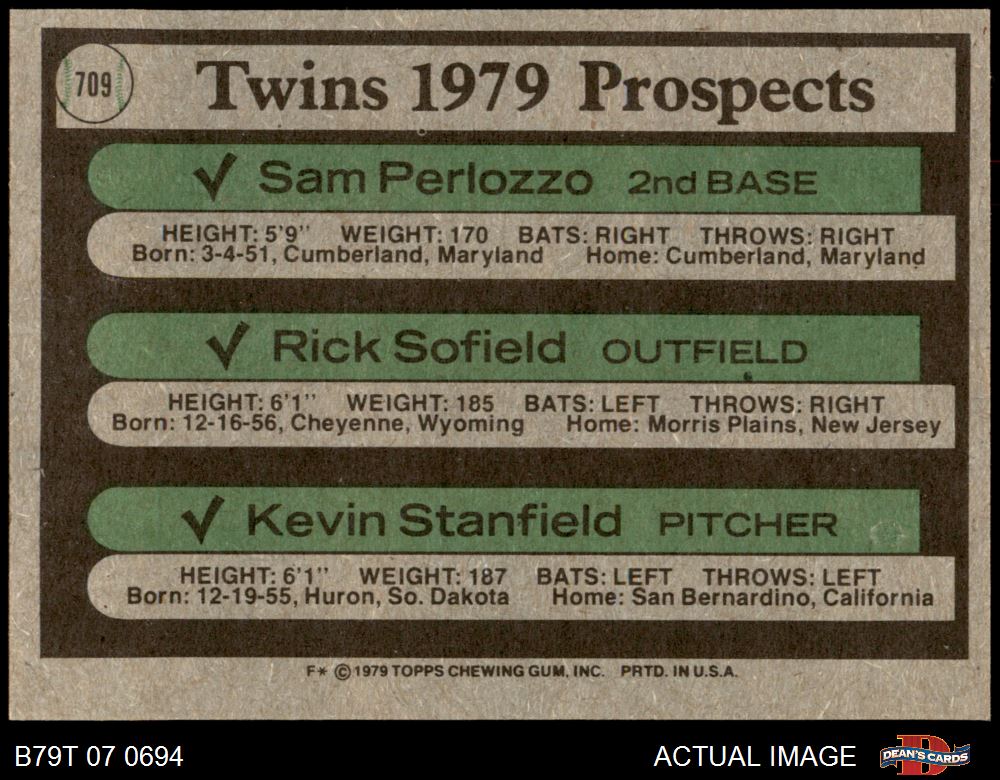 709
Twins 1979 Prospects
✓ Sam Perlozzo 2nd BASE
HEIGHT: 5'9" WEIGHT: 170 BATS: RIGHT THROWS: RIGHT
Born: 3-4-51, Cumberland, Maryland Home: Cumberland, Maryland
✓ Rick Sofield OUTFIELD
HEIGHT: 6'1" WEIGHT: 185 BATS: LEFT THROWS: RIGHT
Born: 12-16-56, Cheyenne, Wyoming Home: Morris Plains, New Jersey
✓ Kevin Stanfield PITCHER
HEIGHT: 6'1" WEIGHT: 187 BATS: LEFT THROWS: LEFT
Born: 12-19-55, Huron, So. Dakota Home: San Bernardino, California
F* © 1979 TOPPS CHEWING GUM, INC. PRTD. IN U.S.A.
B79T 07 0694 ACTUAL IMAGE D DEAN'S CARDS